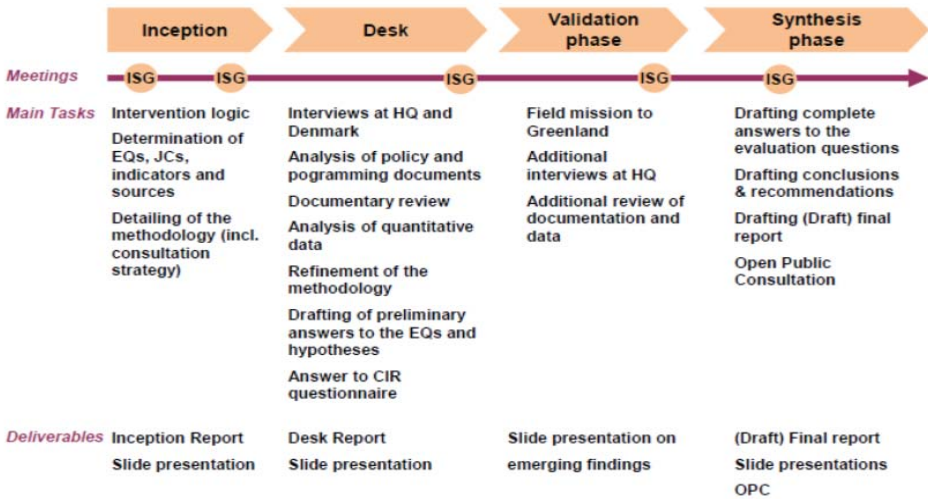 Inception
Desk
Validation
phase
Synthesis
phase
Meetings
ISG
ISG
ISG
ISG
ISG
Main Tasks
Intervention logic
Determination of
EQs, JCs,
indicators and
sources
Detailing of the
methodology (incl.
consultation
strategy)
Interviews at HQ and
Denmark
Analysis of policy and
pogramming documents
Documentary review
Analysis of quantitative
data
Refinement of the
methodology
Drafting of preliminary
answers to the EQs and
hypotheses
Answer to CIR
questionnaire
Field mission to
Greenland
Additional
interviews at HQ
Additional review of
documentation and
data
Drafting complete
answers to the
evaluation questions
Drafting conclusions
& recommendations
Drafting (Draft) final
report
Open Public
Consultation
Deliverables
Inception Report
Slide presentation
Desk Report
Slide presentation
Slide presentation on
emerging findings
(Draft) Final report
Slide presentations
OPC